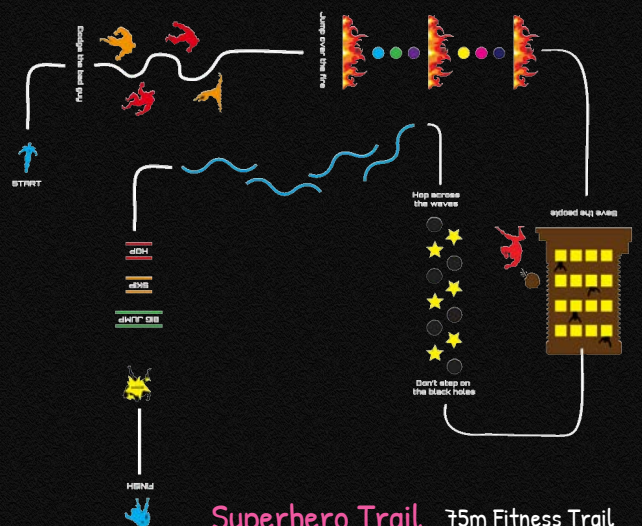 START
Dodge the bad guy
Jump over the fire
Save the people
Don't step on
the black holes
Hop across
the waves
HOP
SKIP
BIG JUMP
FINISH
Superhero Trail
75m Fitness Trail